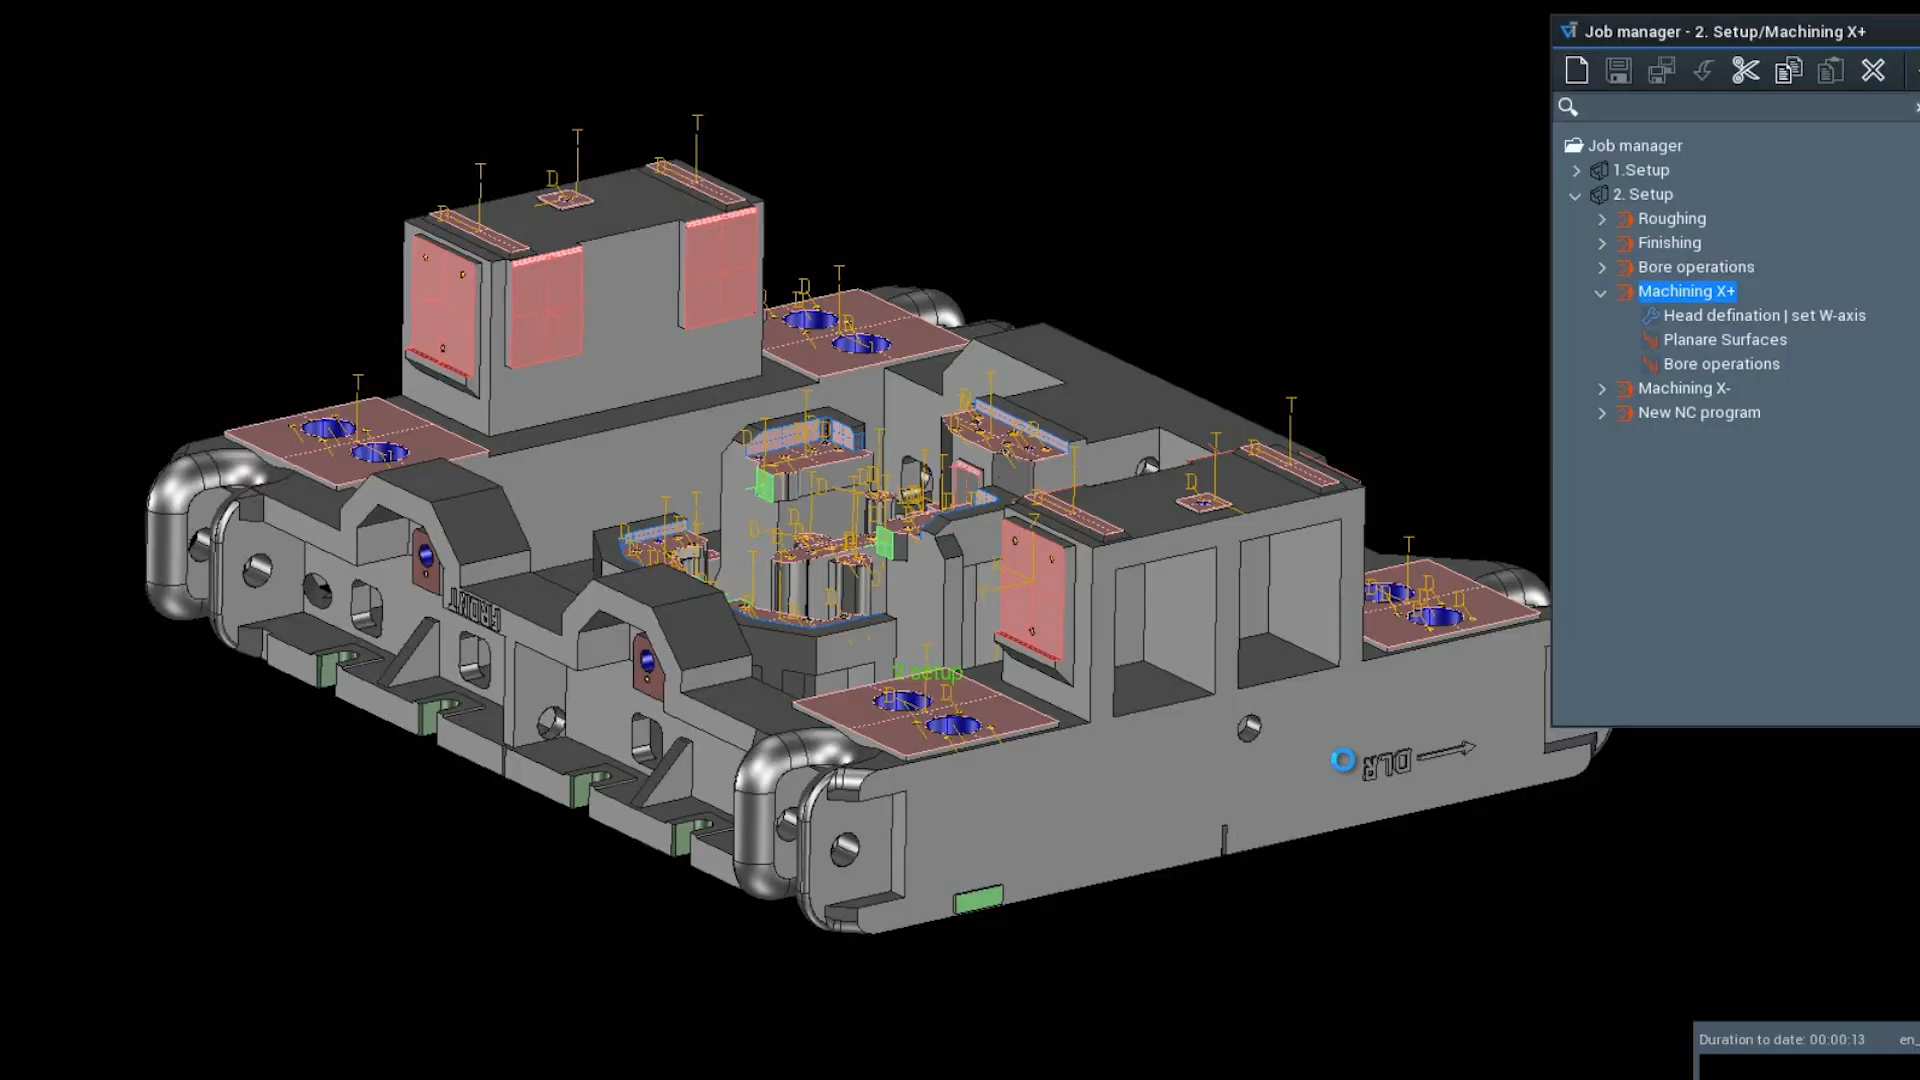 Job manager - 2. Setup/Machining X+
Job manager
1.Setup
2. Setup
Roughing
Finishing
Bore operations
Machining X+
Head defination | set W-axis
Planare Surfaces
Bore operations
Machining X-
New NC program
FRONT
2.setup
DLR
Duration to date: 00:00:13 en_